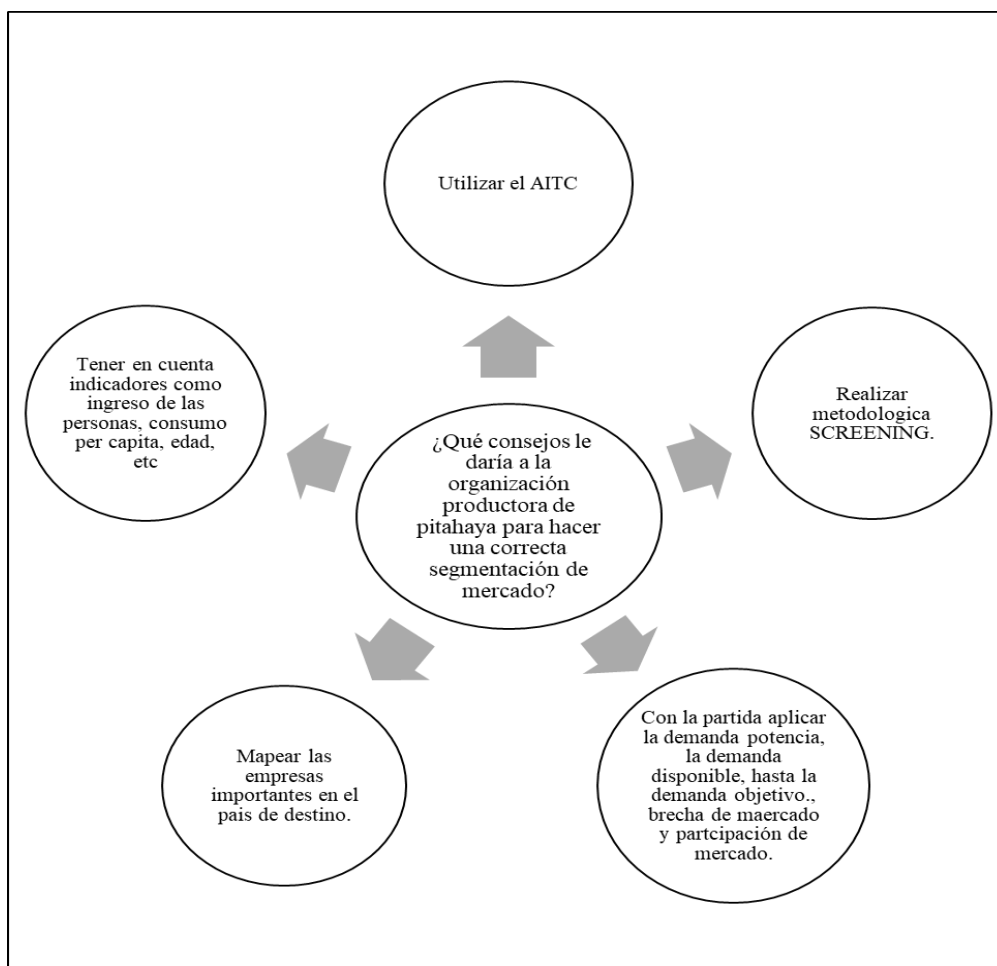 Utilizar el AITC
Tener en cuenta
indicadores como
ingreso de las
personas, consumo
per capita, edad,
etc
Realizar
metodologica
SCREENING.
¿Qué consejos le
daría a la
organización
productora de
pitahaya para hacer
una correcta
segmentación de
mercado?
Mapear las
empresas
importantes en el
pais de destino.
Con la partida aplicar
la demanda potencia,
la demanda
disponible, hasta la
demanda objetivo.,
brecha de maercado
y partcipación de
mercado.